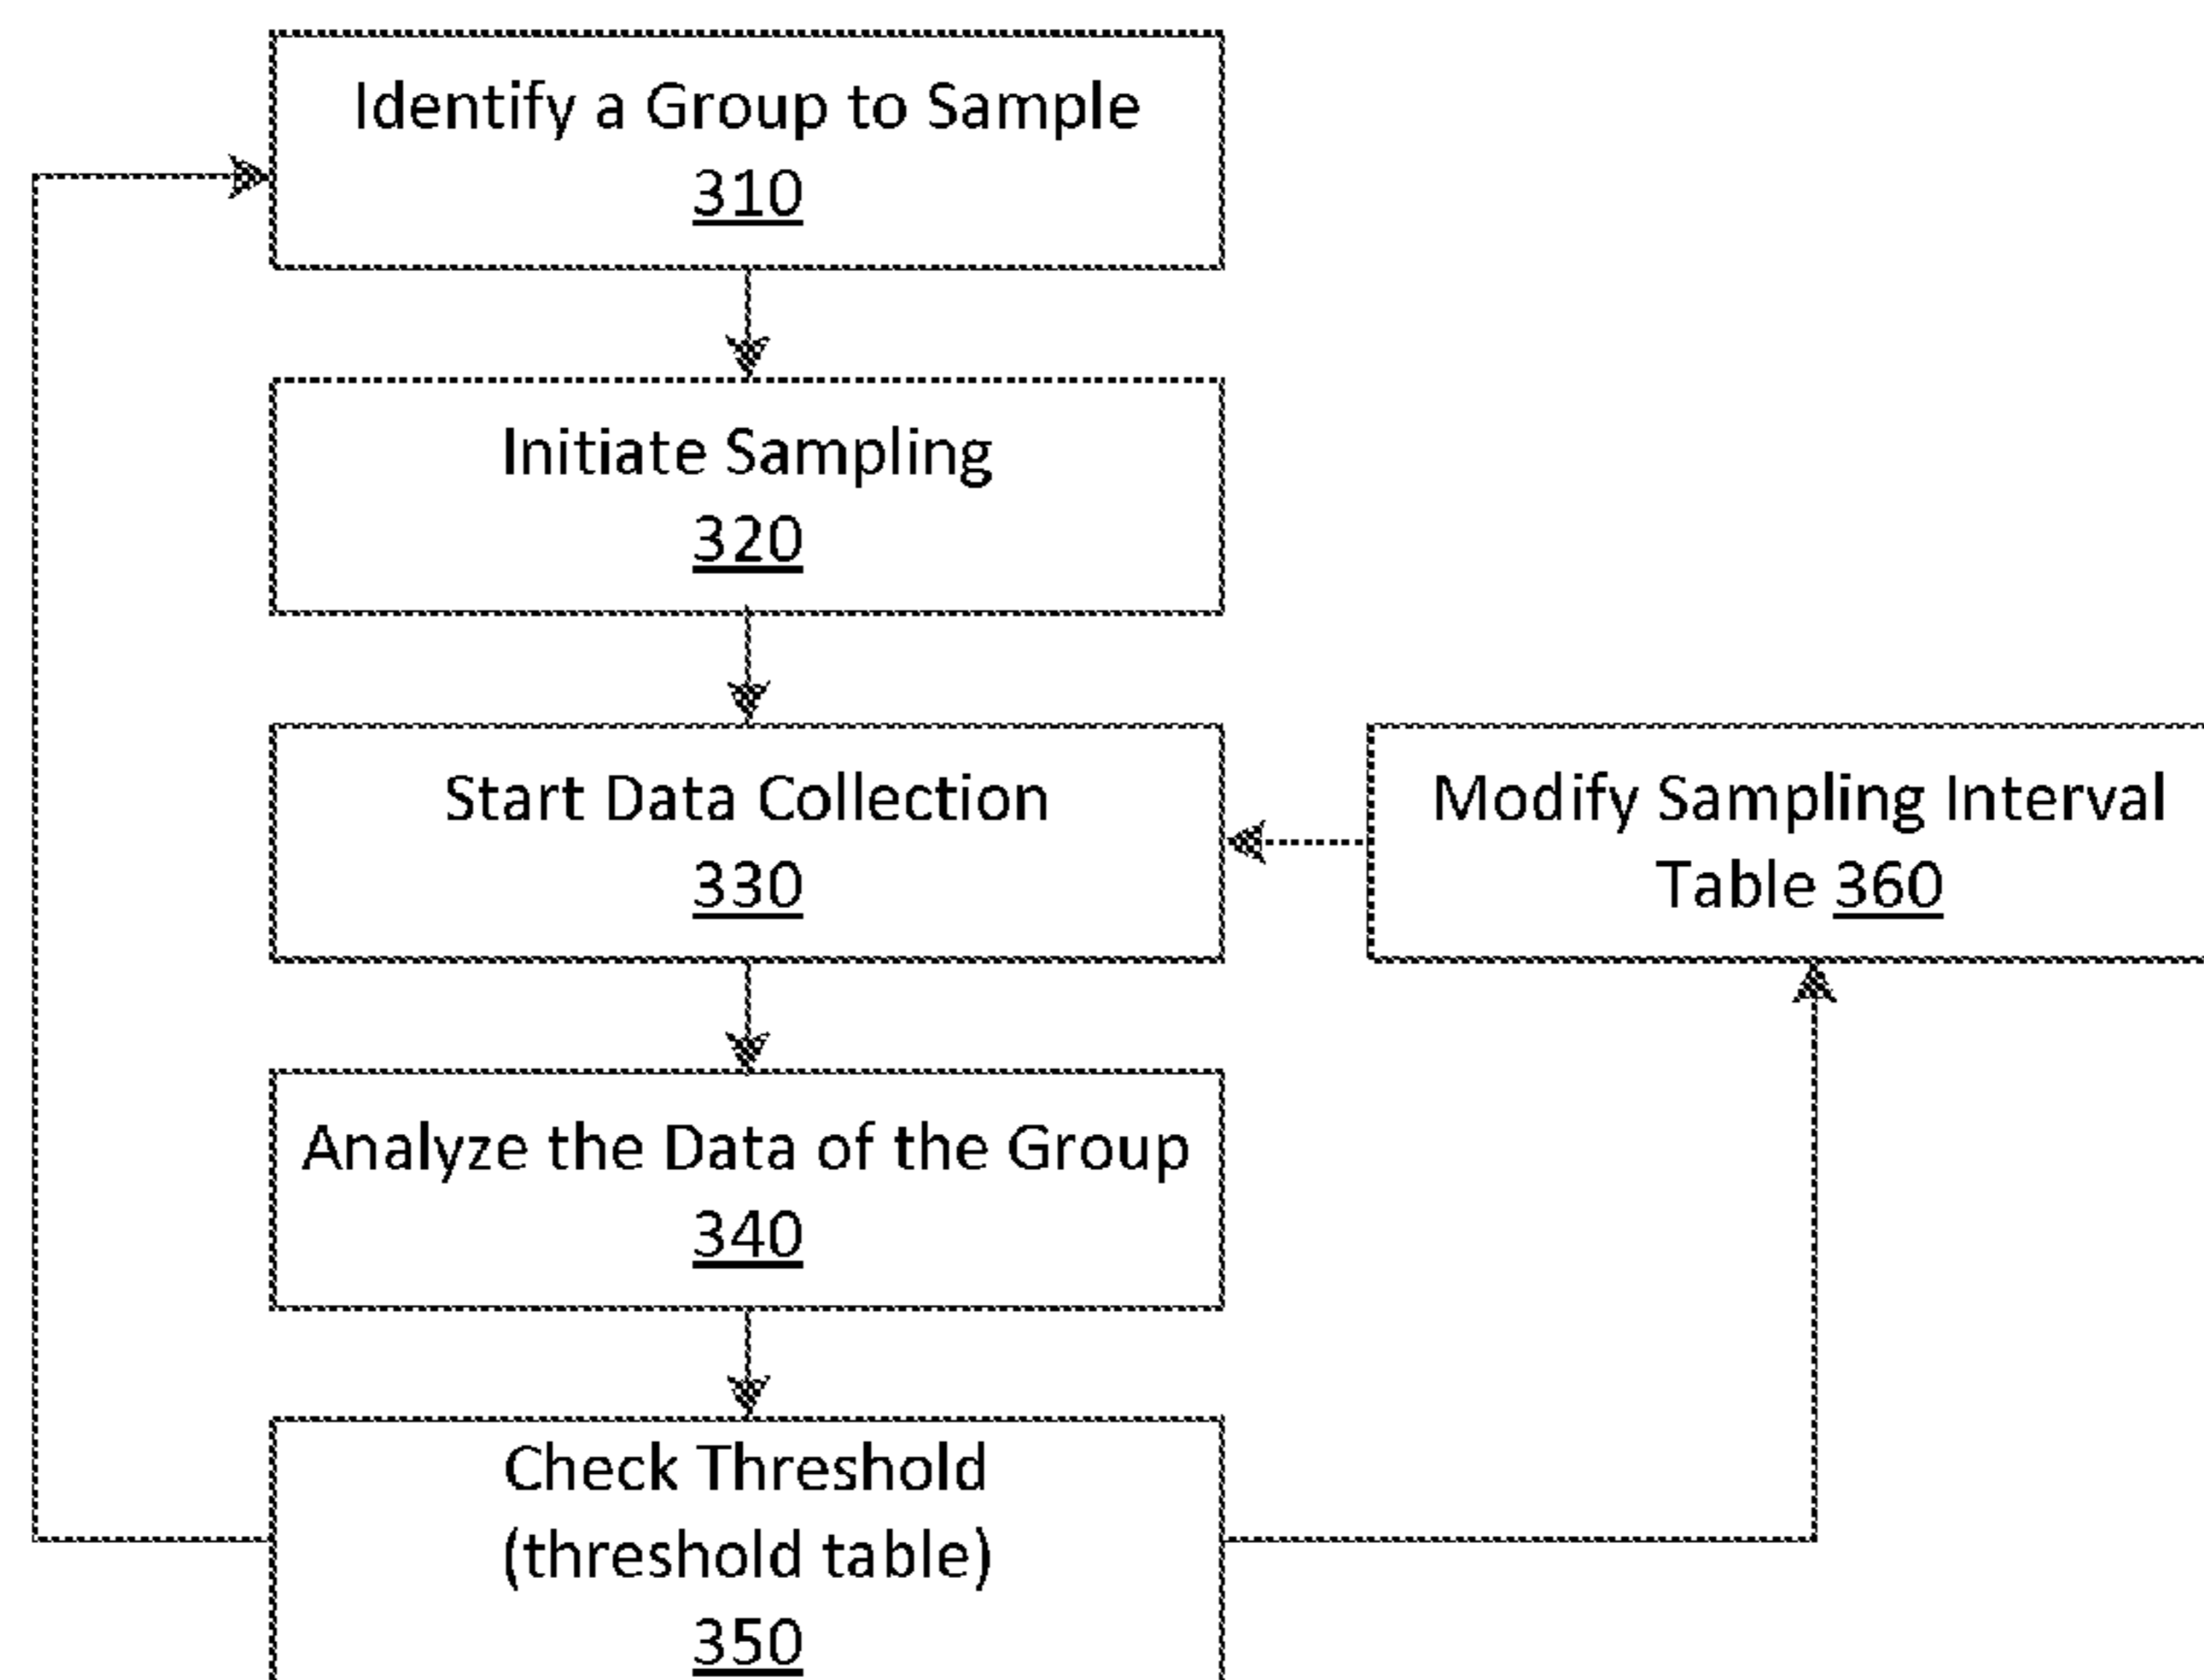 Identify a Group to Sample
310
Initiate Sampling
320
Start Data Collection
330
Modify Sampling Interval
Table 360
Analyze the Data of the Group
340
Check Threshold
(threshold table)
350